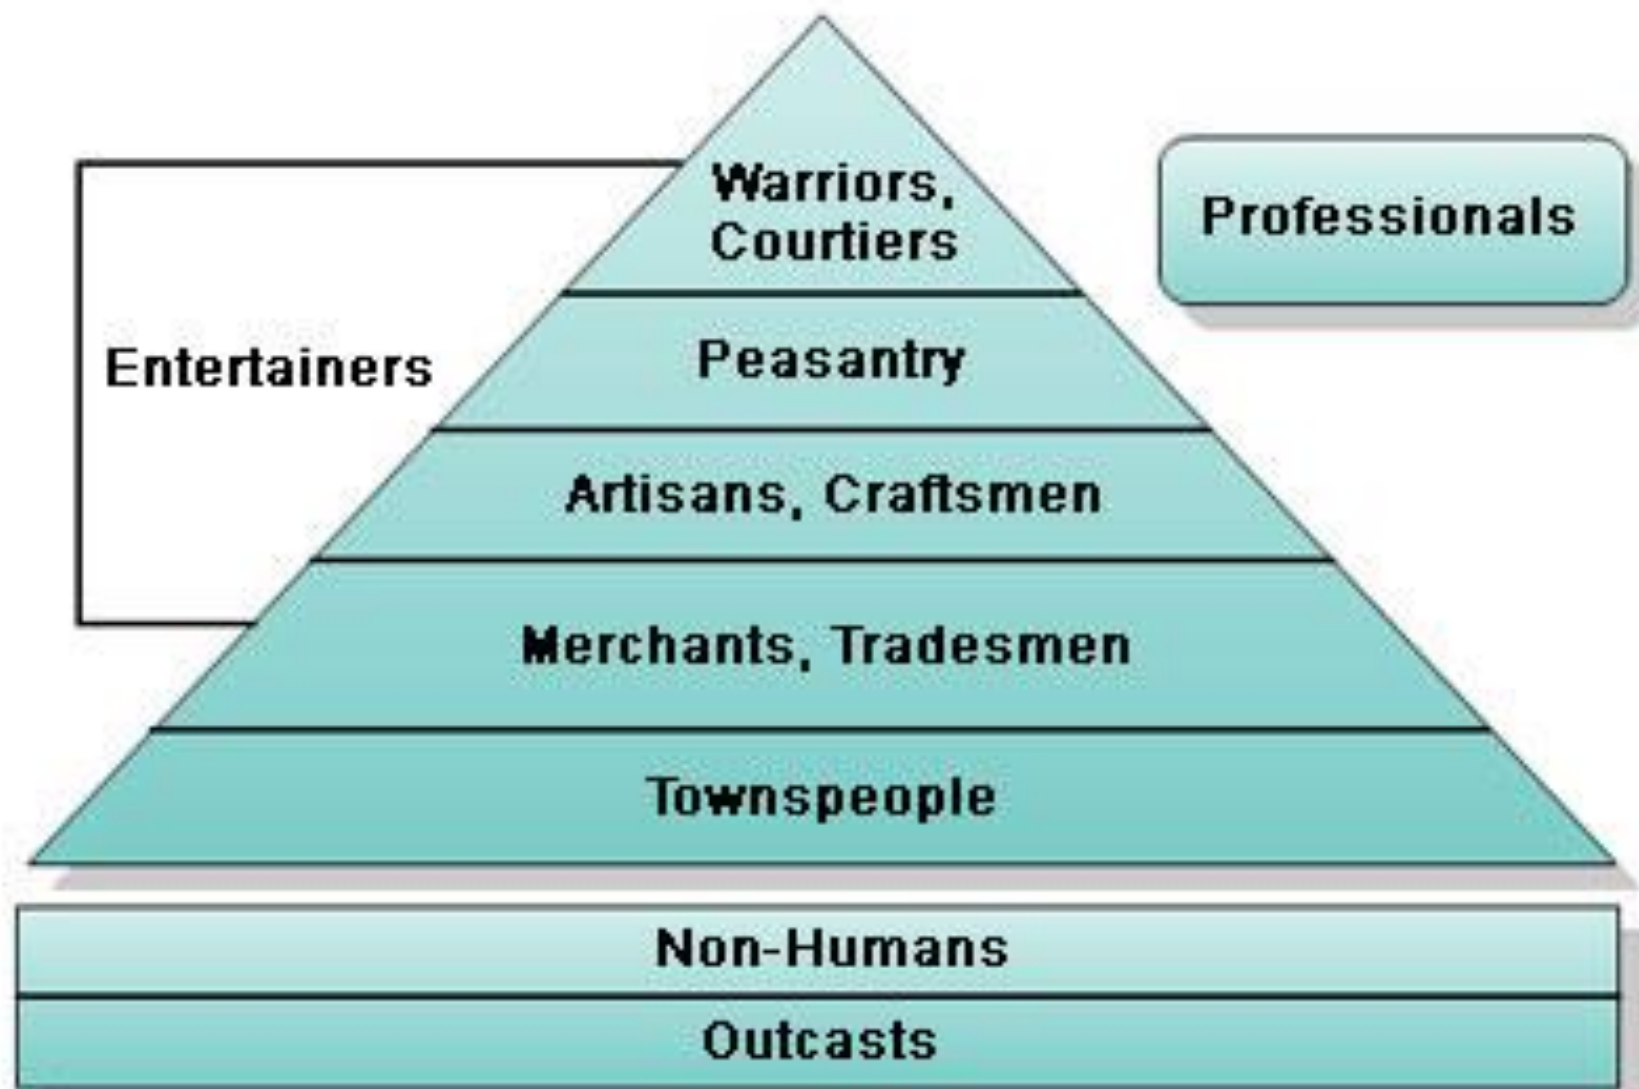 Warriors,
Courtiers
Professionals
Peasantry
Entertainers
Artisans, Craftsmen
Merchants, Tradesmen
Townspeople
Non-Humans
Outcasts